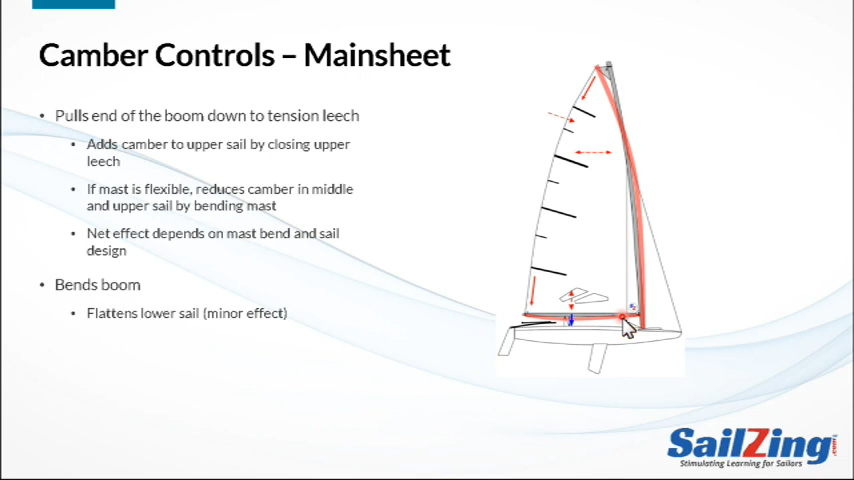 Camber Controls – Mainsheet
• Pulls end of the boom down to tension leech
• Adds camber to upper sail by closing upper
leech
• If mast is flexible, reduces camber in middle
and upper sail by bending mast
• Net effect depends on mast bend and sail
design
• Bends boom
• Flattens lower sail (minor effect)
SailZing.com
Stimulating Learning for Sailors